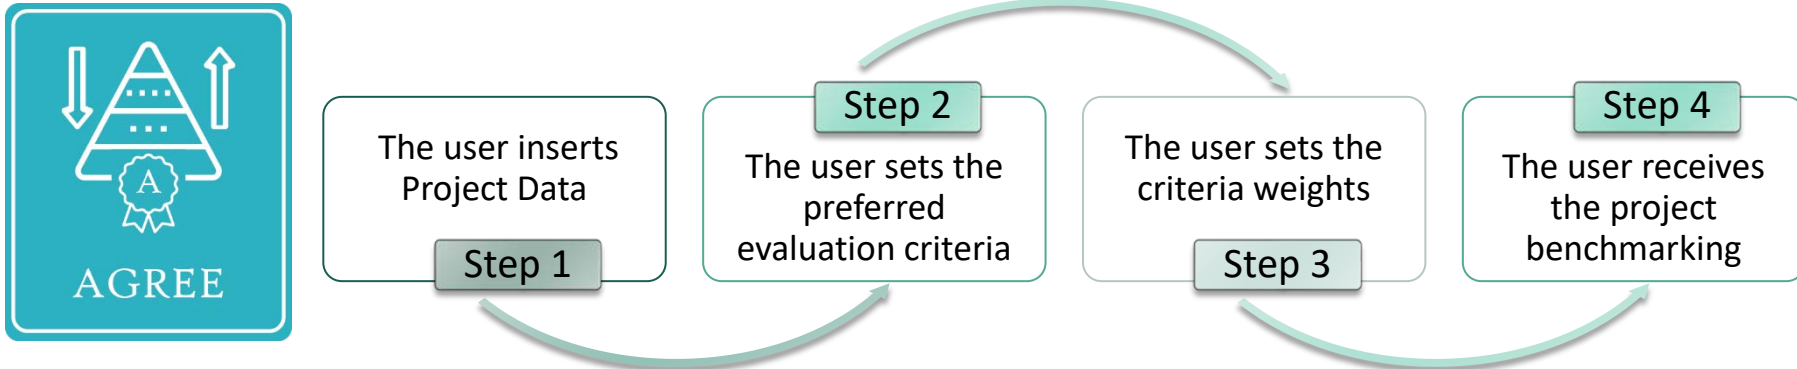 A
AGREE
The user inserts
Project Data
Step 1
Step 2
The user sets the
preferred
evaluation criteria
The user sets the
criteria weights
Step 3
Step 4
The user receives
the project
benchmarking